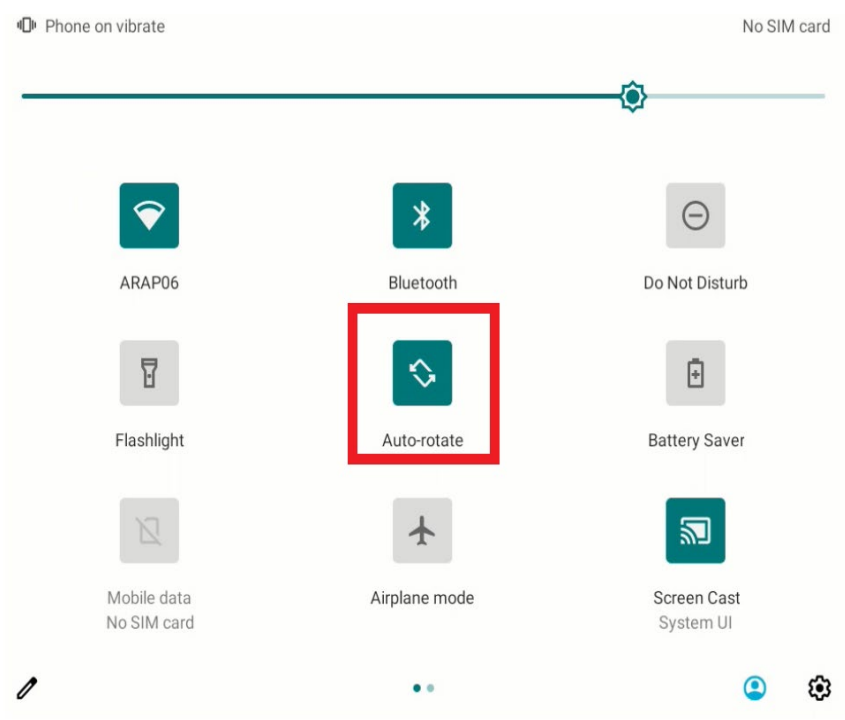 Phone on vibrate
No SIM card
ARAP06
Bluetooth
Do Not Disturb
Flashlight
Auto-rotate
Battery Saver
Mobile data
No SIM card
Airplane mode
Screen Cast
System UI